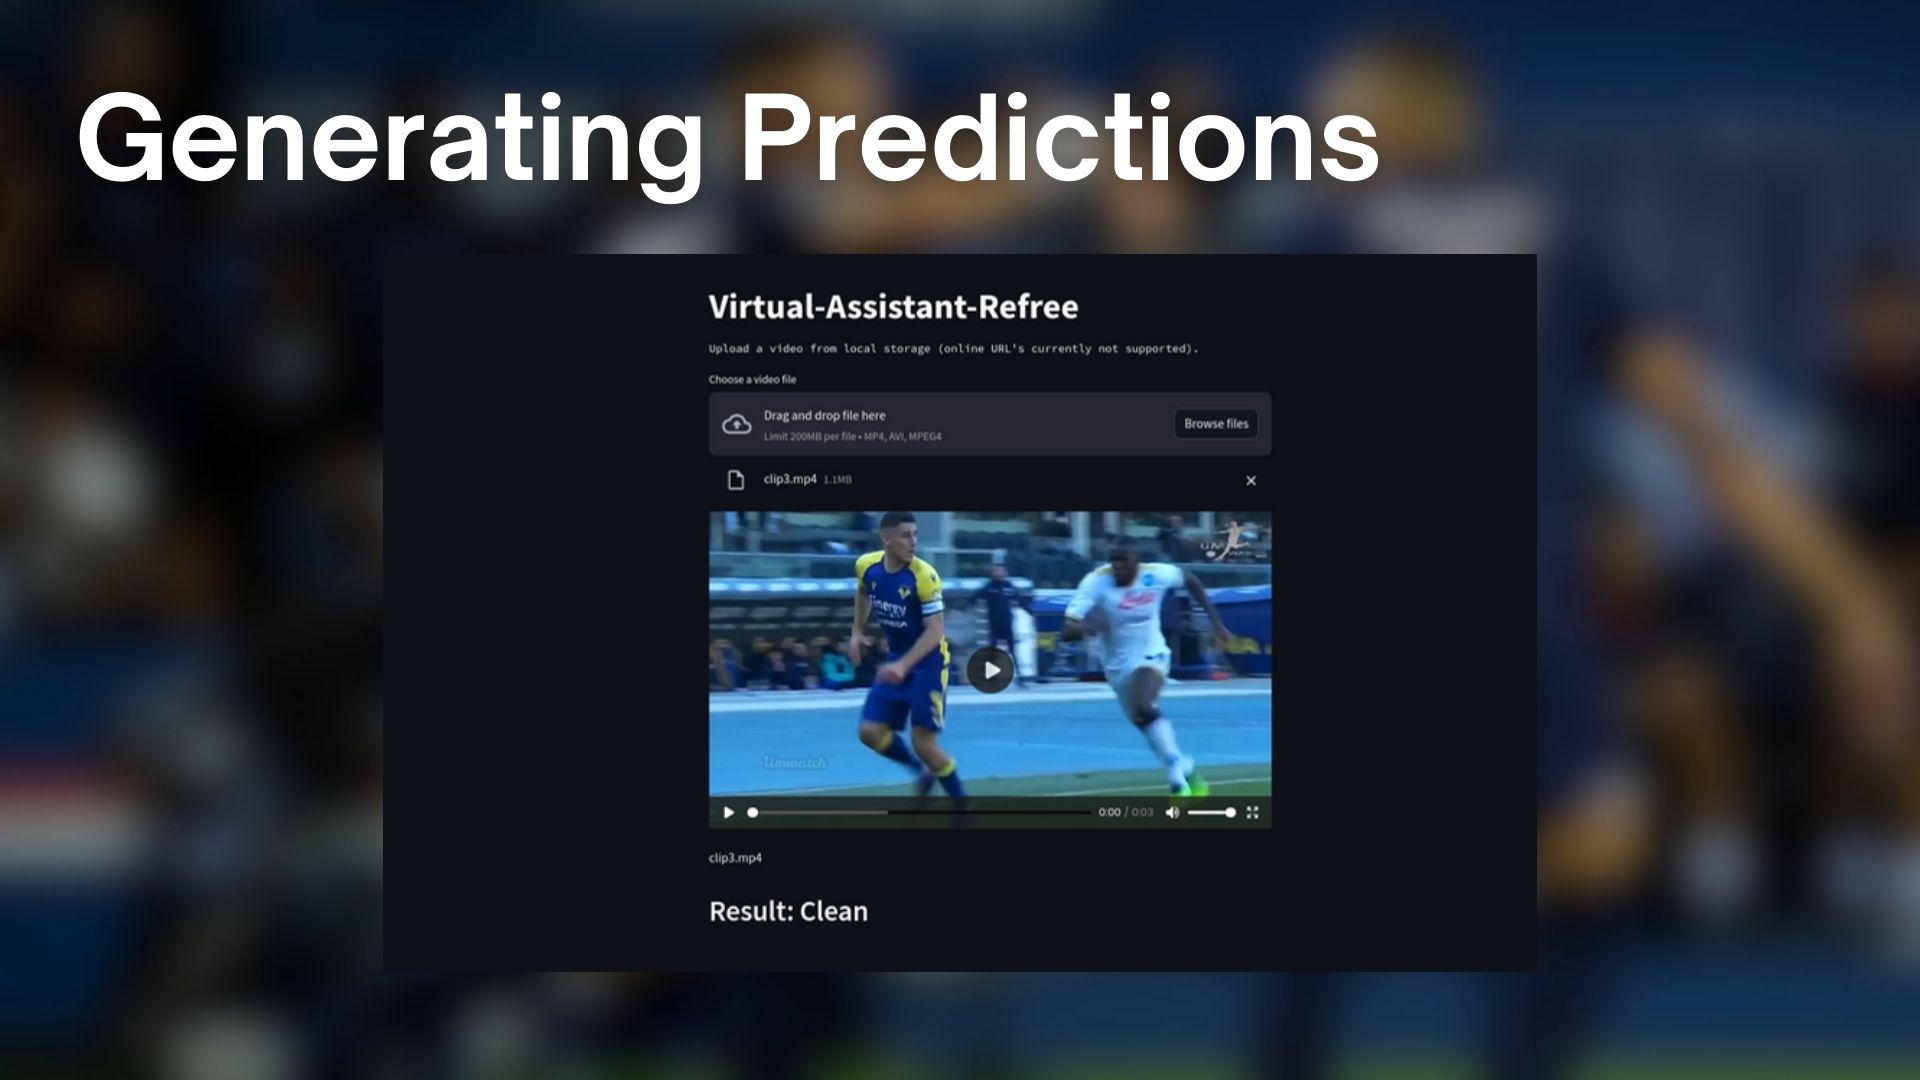 Generating Predictions
Virtual-Assistant-Refree
Upload a video from local storage (online URL's currently not supported).
Choose a video file
Drag and drop file here
Limit 200MB per file • MP4, AVI, MPEG4
Browse files
clip3.mp4 1.1MB
Umwatch
0:00 / 0:03
clip3.mp4
Result: Clean